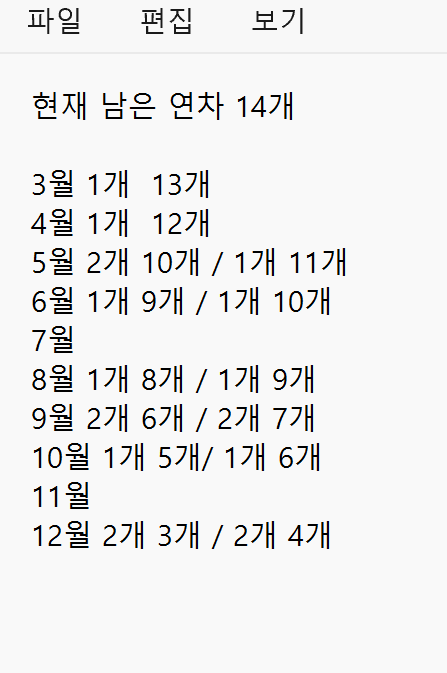 파일 편집 보기
현재 남은 연차 14개
3월 1개  13개
4월 1개  12개
5월 2개 10개 / 1개 11개
6월 1개 9개 / 1개 10개
7월
8월 1개 8개 / 1개 9개
9월 2개 6개 / 2개 7개
10월 1개 5개/ 1개 6개
11월
12월 2개 3개 / 2개 4개